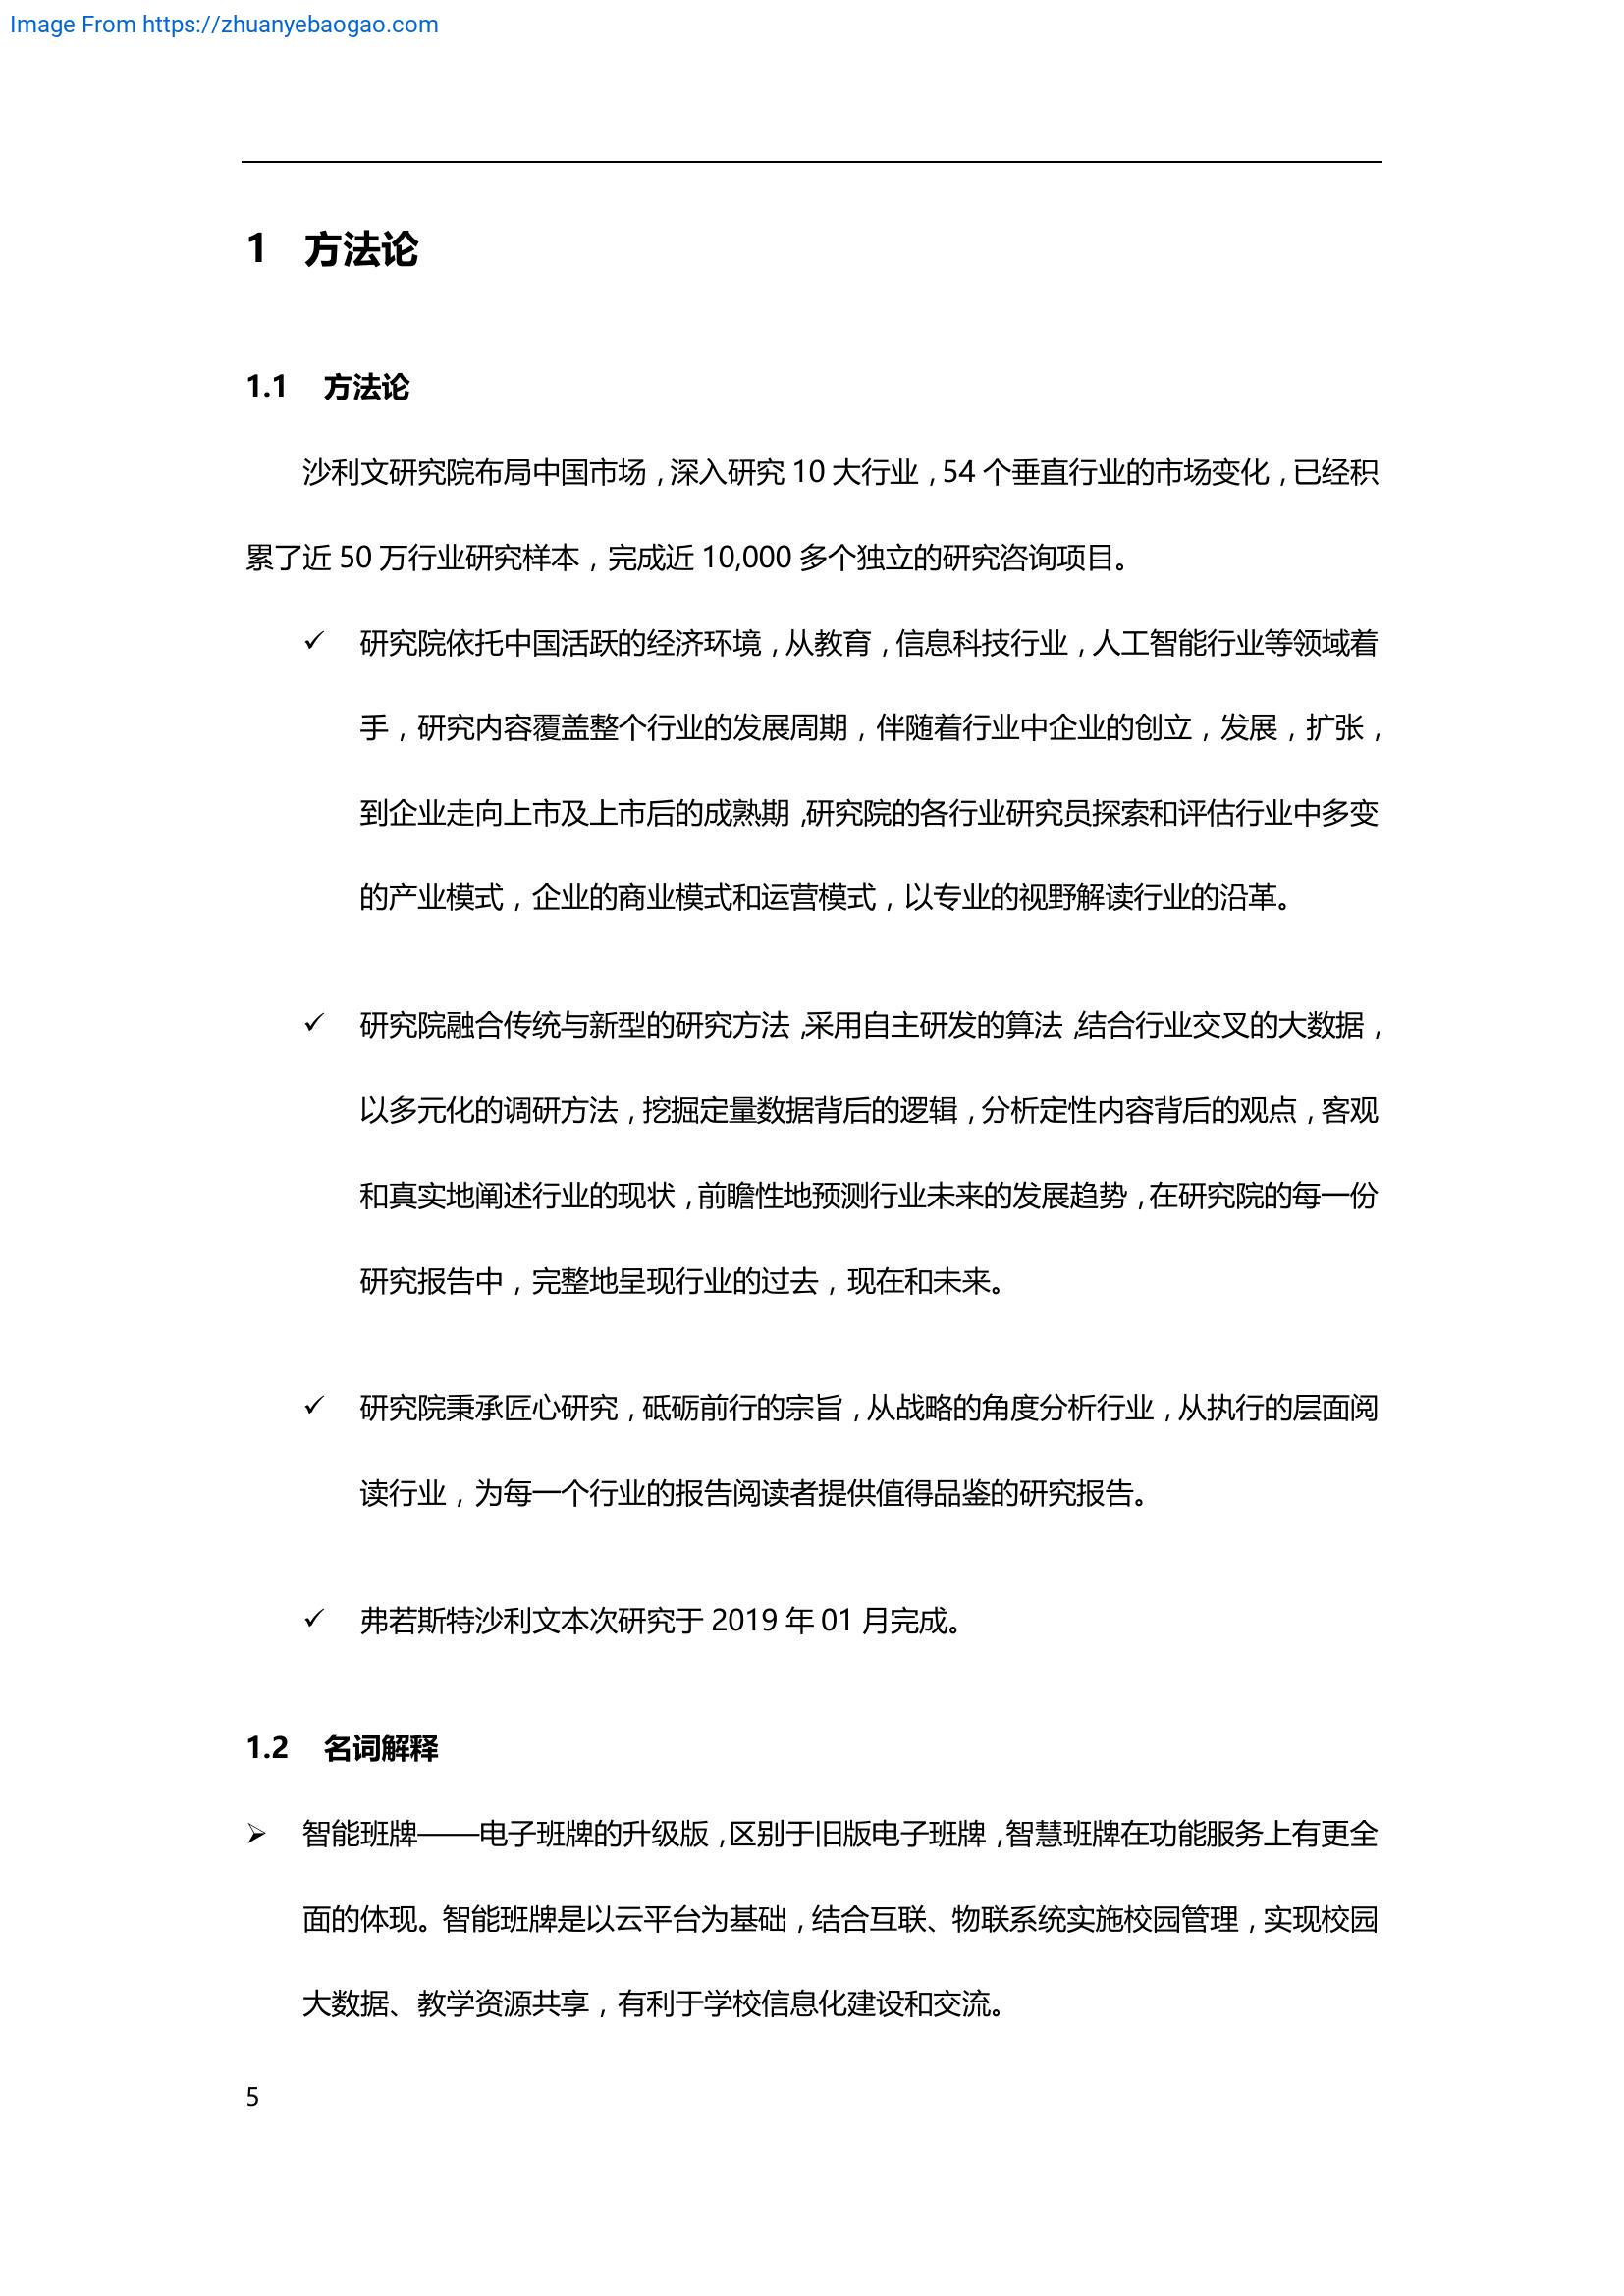 Image From https://zhuanyebaogao.com
1 方法论
1.1 方法论
沙利文研究院布局中国市场，深入研究 10 大行业，54 个垂直行业的市场变化，已经积
累了近 50 万行业研究样本，完成近 10,000 多个独立的研究咨询项目。
✓ 研究院依托中国活跃的经济环境，从教育，信息科技行业，人工智能行业等领域着
手，研究内容覆盖整个行业的发展周期，伴随着行业中企业的创立，发展，扩张，
到企业走向上市及上市后的成熟期，研究院的各行业研究员探索和评估行业中多变
的产业模式，企业的商业模式和运营模式，以专业的视野解读行业的沿革。
✓ 研究院融合传统与新型的研究方法，采用自主研发的算法，结合行业交叉的大数据，
以多元化的调研方法，挖掘定量数据背后的逻辑，分析定性内容背后的观点，客观
和真实地阐述行业的现状，前瞻性地预测行业未来的发展趋势，在研究院的每一份
研究报告中，完整地呈现行业的过去，现在和未来。
✓ 研究院秉承匠心研究，砥砺前行的宗旨，从战略的角度分析行业，从执行的层面阅
读行业，为每一个行业的报告阅读者提供值得品鉴的研究报告。
✓ 弗若斯特沙利文本次研究于 2019 年 01 月完成。
1.2 名词解释
➢ 智能班牌——电子班牌的升级版，区别于旧版电子班牌，智慧班牌在功能服务上有更全
面的体现。智能班牌是以云平台为基础，结合互联、物联系统实施校园管理，实现校园
大数据、教学资源共享，有利于学校信息化建设和交流。
5